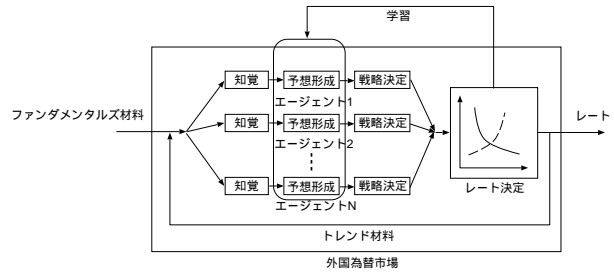 学習
知覚 予想形成 戦略決定
エージェント1
ファンダメンタルズ材料
レート
知覚 予想形成 戦略決定
エージェント2
知覚 予想形成 戦略決定
レート決定
エージェントN
トレンド材料
外国為替市場